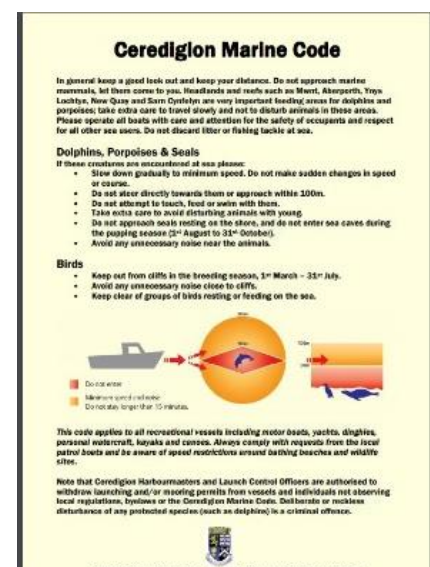 Ceredigion Marine Code
In general keep a good look out and keep your distance. Do not approach marine
mammals, let them come to you. Headlands and reefs such as Mwnt, Aberporth, Ynys
Lochtyn, New Quay and Sarn Cynfelyn are very important feeding areas for dolphins and
porpoises; take extra care to travel slowly and not to disturb animals in these areas.
Please operate all boats with care and attention for the safety of occupants and respect
for all other sea users. Do not discard litter or fishing tackle at sea.
Dolphins, Porpoises & Seals
If these creatures are encountered at sea please:
• Slow down gradually to minimum speed. Do not make sudden changes in speed
or course.
• Do not steer directly towards them or approach within 100m.
• Do not attempt to touch, feed or swim with them.
• Take extra care to avoid disturbing animals with young.
• Do not approach seals resting on the shore, and do not enter sea caves during
the pupping season (1st August to 31st October).
• Avoid any unnecessary noise near the animals.
Birds
• Keep out from cliffs in the breeding season, 1st March – 31st July.
• Avoid any unnecessary noise close to cliffs.
• Keep clear of groups of birds resting or feeding on the sea.
Do not enter
Minimum speed and noise
Do not stay longer than 15 minutes.
This code applies to all recreational vessels including motor boats, yachts, dinghies,
personal watercraft, kayaks and canoes. Always comply with requests from the local
patrol boats and be aware of speed restrictions around bathing beaches and wildlife
sites.
Note that Ceredigion Harbourmasters and Launch Control Officers are authorised to
withdraw launching and/or mooring permits from vessels and individuals not observing
local regulations, byelaws or the Ceredigion Marine Code. Deliberate or reckless
disturbance of any protected species (such as dolphins) is a criminal offence.